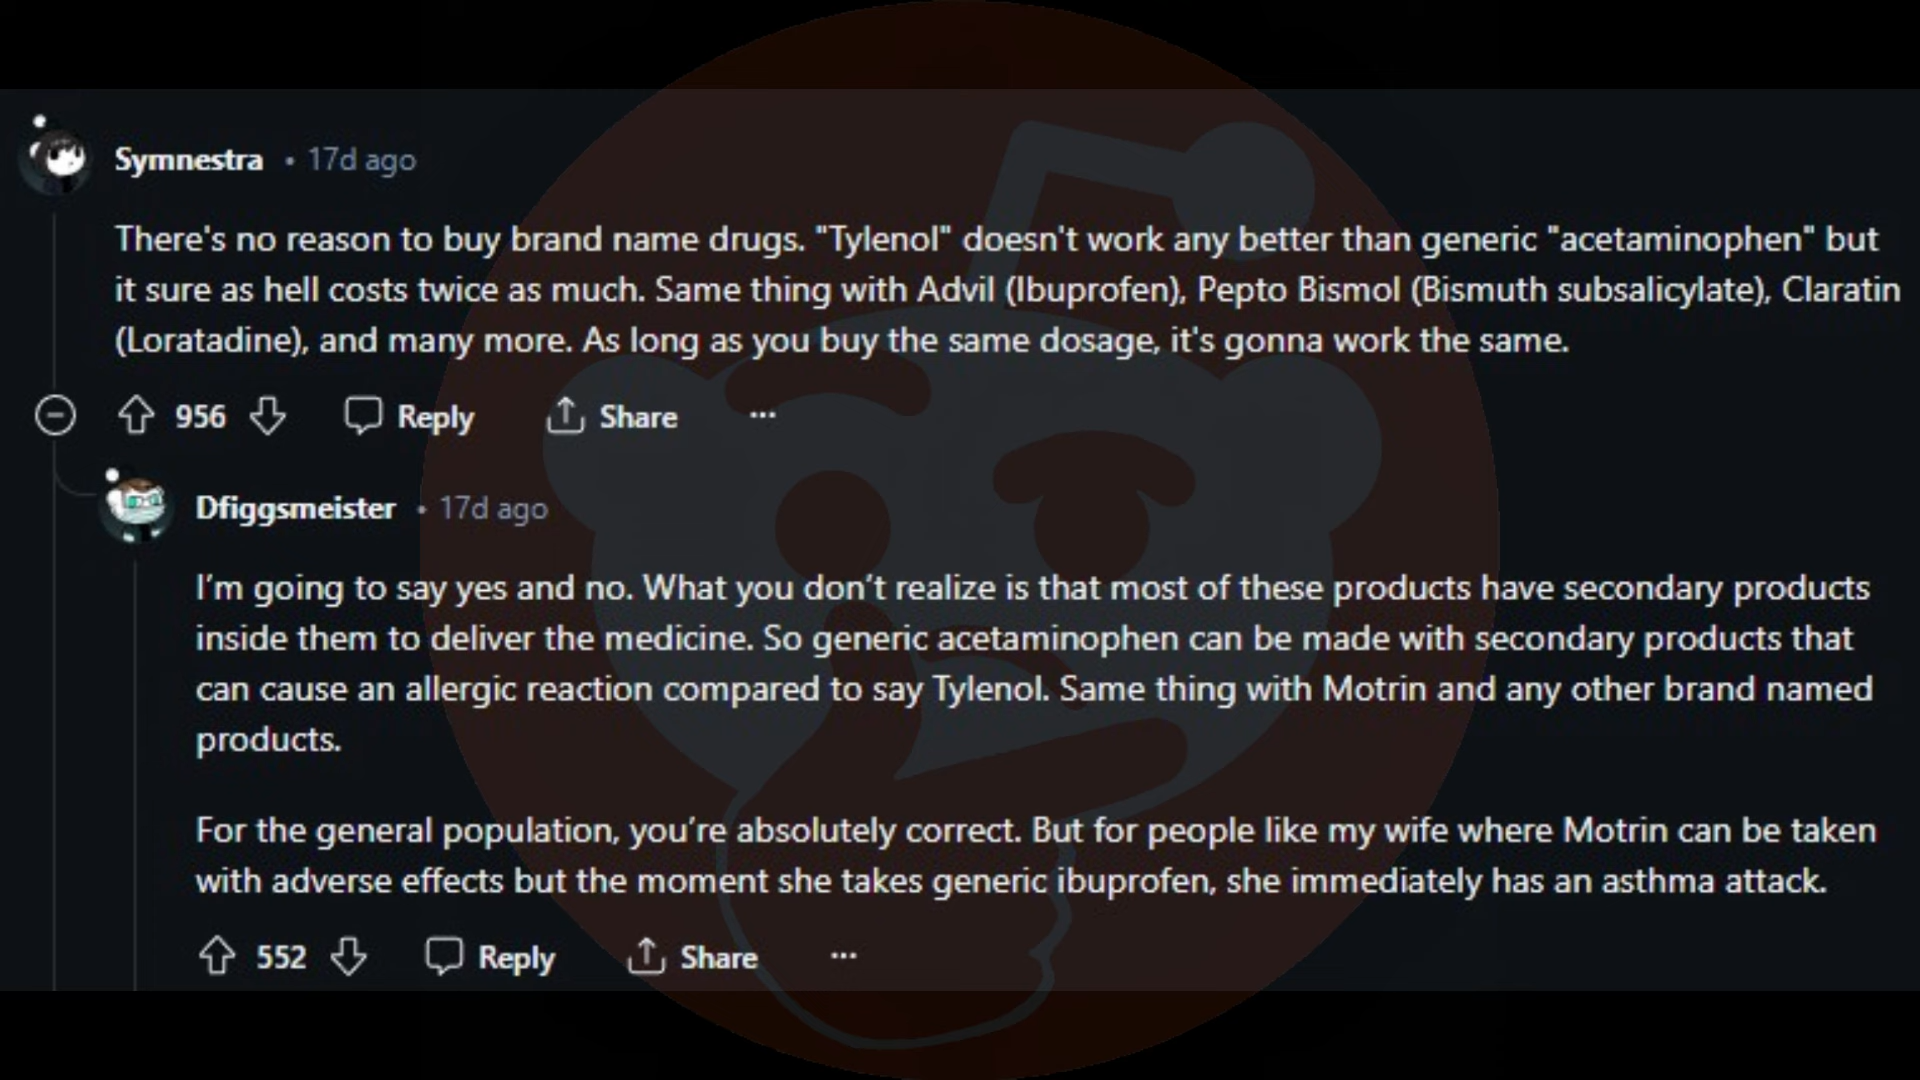 Symnestra • 17d ago
There's no reason to buy brand name drugs. "Tylenol" doesn't work any better than generic "acetaminophen" but
it sure as hell costs twice as much. Same thing with Advil (Ibuprofen), Pepto Bismol (Bismuth subsalicylate), Claratin
(Loratadine), and many more. As long as you buy the same dosage, it's gonna work the same.
956 Reply Share ···
Dfiggsmeister • 17d ago
I’m going to say yes and no. What you don’t realize is that most of these products have secondary products
inside them to deliver the medicine. So generic acetaminophen can be made with secondary products that
can cause an allergic reaction compared to say Tylenol. Same thing with Motrin and any other brand named
products.
For the general population, you’re absolutely correct. But for people like my wife where Motrin can be taken
with adverse effects but the moment she takes generic ibuprofen, she immediately has an asthma attack.
552 Reply Share ···